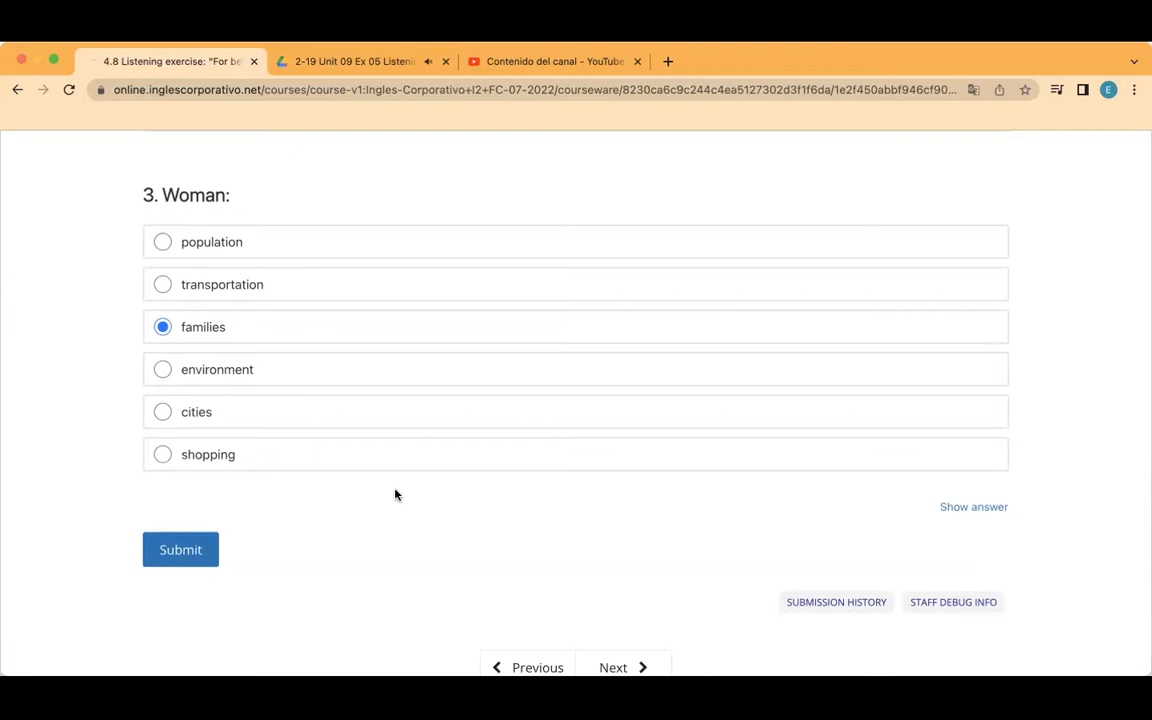 4.8 Listening exercise: "For be
2-19 Unit 09 Ex 05 Listenin
Contenido del canal - YouTube
online.inglescorporativo.net/courses/course-v1:Ingles-Corporativo+I2+FC-07-2022/courseware/8230ca6c9c244c4ea5127302d3f1f6da/1e2f450abbf946cf90...
E
3. Woman:
population
transportation
families
environment
cities
shopping
Show answer
Submit
SUBMISSION HISTORY
STAFF DEBUG INFO
Previous
Next